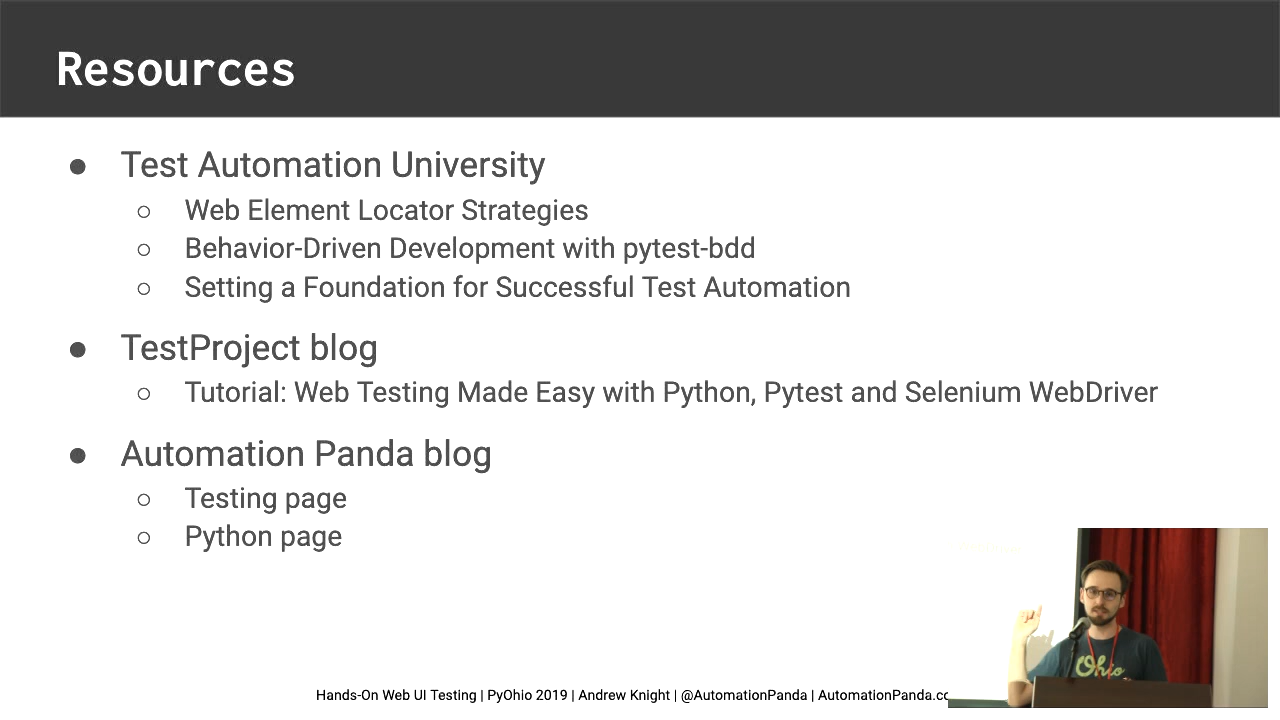 Resources
● Test Automation University
○ Web Element Locator Strategies
○ Behavior-Driven Development with pytest-bdd
○ Setting a Foundation for Successful Test Automation
● TestProject blog
○ Tutorial: Web Testing Made Easy with Python, Pytest and Selenium WebDriver
● Automation Panda blog
○ Testing page
○ Python page
Ohio
Hands-On Web UI Testing | PyOhio 2019 | Andrew Knight | @AutomationPanda | AutomationPanda.co